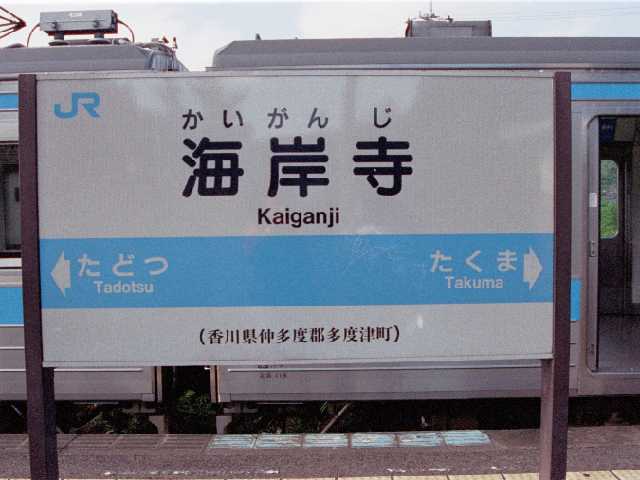 JR
かいがんじ
海岸寺
Kaiganji
たどつ たくま
Tadotsu Takuma
(香川県仲多度郡多度津町)